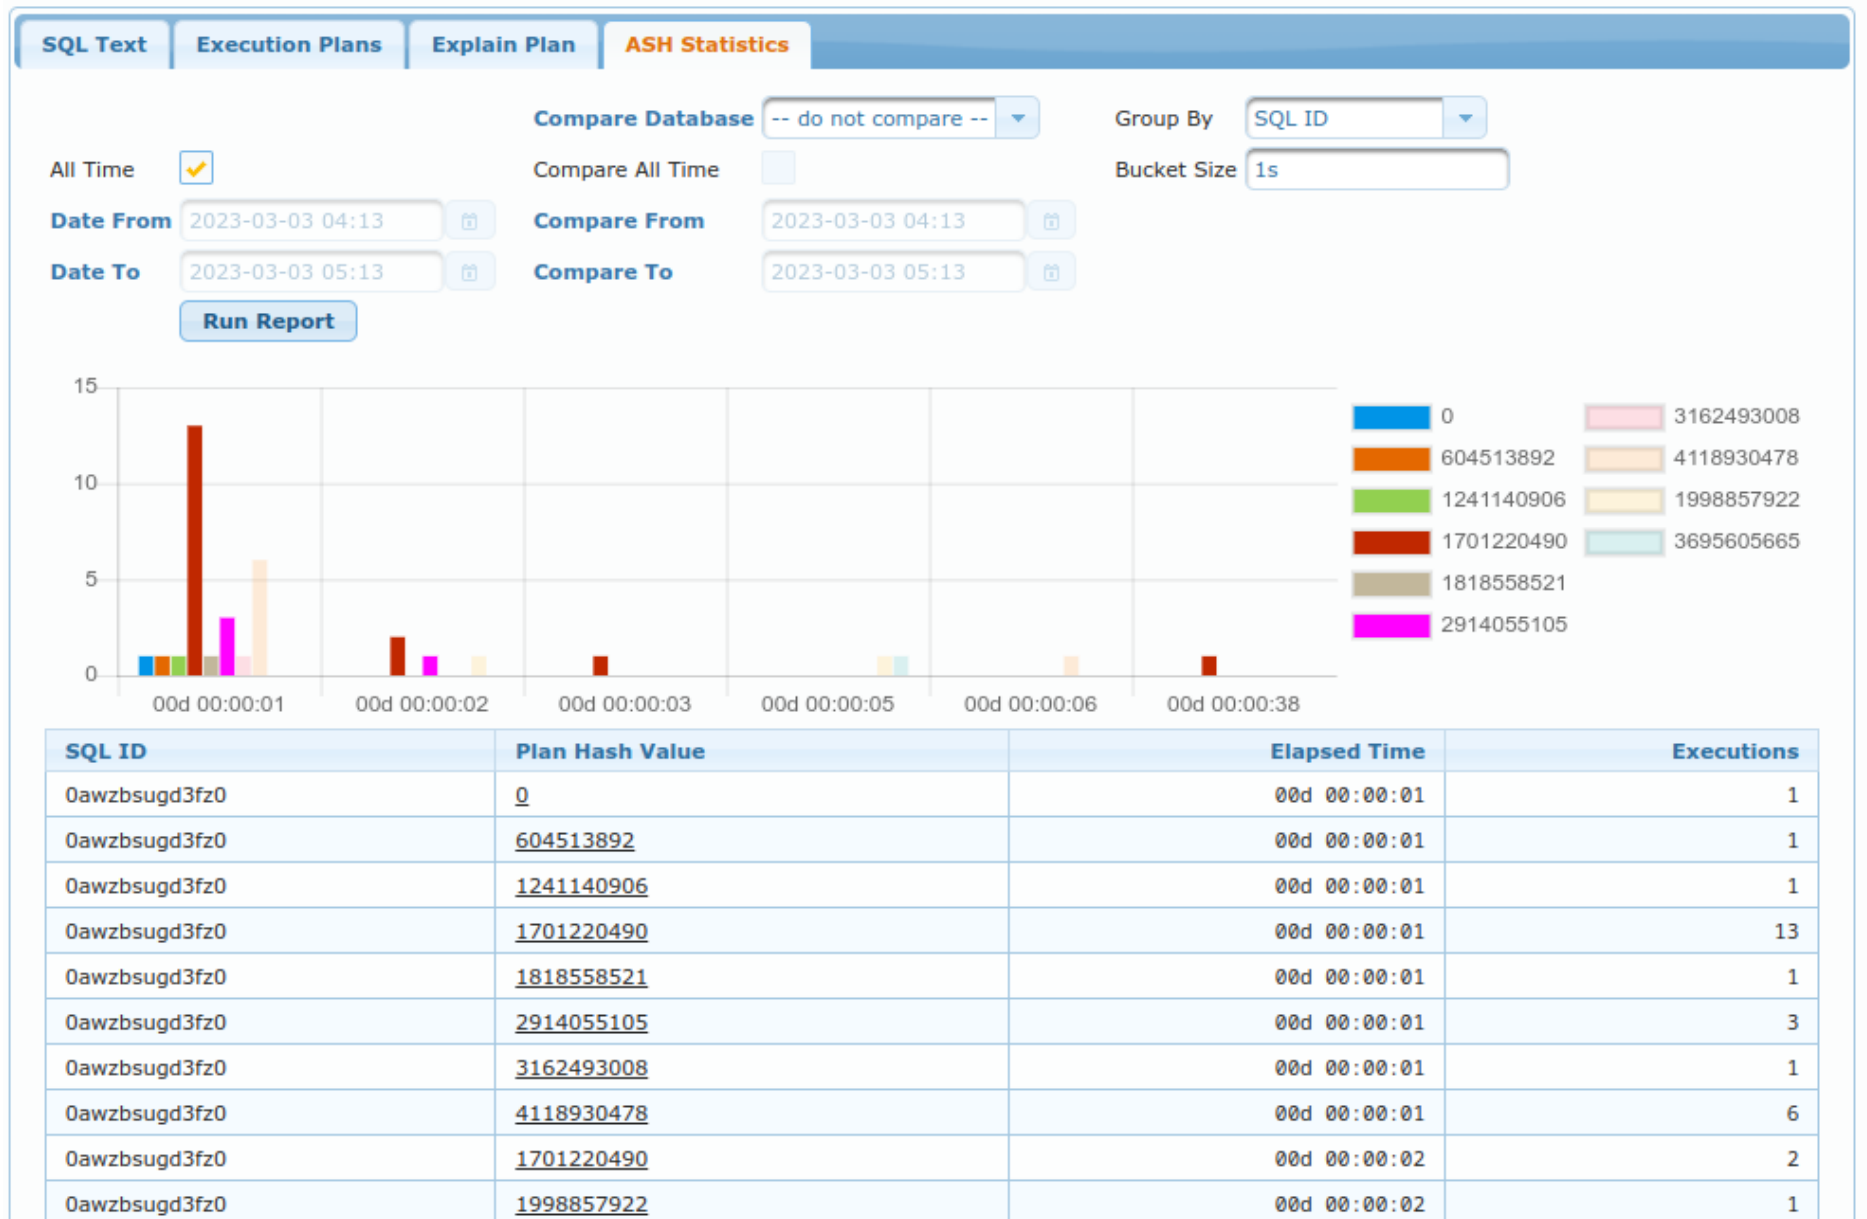 SQL Text Execution Plans Explain Plan ASH Statistics
Compare Database -- do not compare -- Group By SQL ID
All Time Compare All Time Bucket Size 1s
Date From 2023-03-03 04:13 Compare From 2023-03-03 04:13
Date To 2023-03-03 05:13 Compare To 2023-03-03 05:13
Run Report
15
10
5
0
00d 00:00:01 00d 00:00:02 00d 00:00:03 00d 00:00:05 00d 00:00:06 00d 00:00:38
0 3162493008
604513892 4118930478
1241140906 1998857922
1701220490 3695605665
1818558521
2914055105
SQL ID Plan Hash Value Elapsed Time Executions
0awzbsugd3fz0 0 00d 00:00:01 1
0awzbsugd3fz0 604513892 00d 00:00:01 1
0awzbsugd3fz0 1241140906 00d 00:00:01 1
0awzbsugd3fz0 1701220490 00d 00:00:01 13
0awzbsugd3fz0 1818558521 00d 00:00:01 1
0awzbsugd3fz0 2914055105 00d 00:00:01 3
0awzbsugd3fz0 3162493008 00d 00:00:01 1
0awzbsugd3fz0 4118930478 00d 00:00:01 6
0awzbsugd3fz0 1701220490 00d 00:00:02 2
0awzbsugd3fz0 1998857922 00d 00:00:02 1